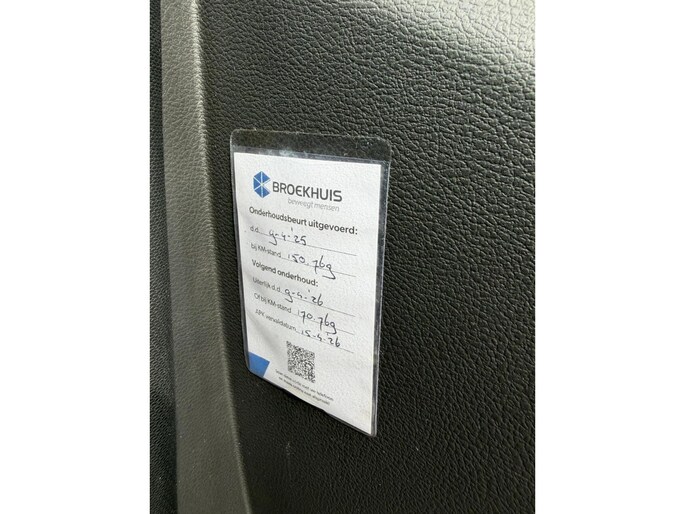 BROEKHUIS
beweegt mensen
Onderhoudsbeurt uitgevoerd:
d.d. 9-4-'25
bij KM-stand 150.769
Volgend onderhoud:
Uiterlijk d.d. 9-4-'26
Of bij KM-stand 170.769
APK vervaldatum 15-4-'26